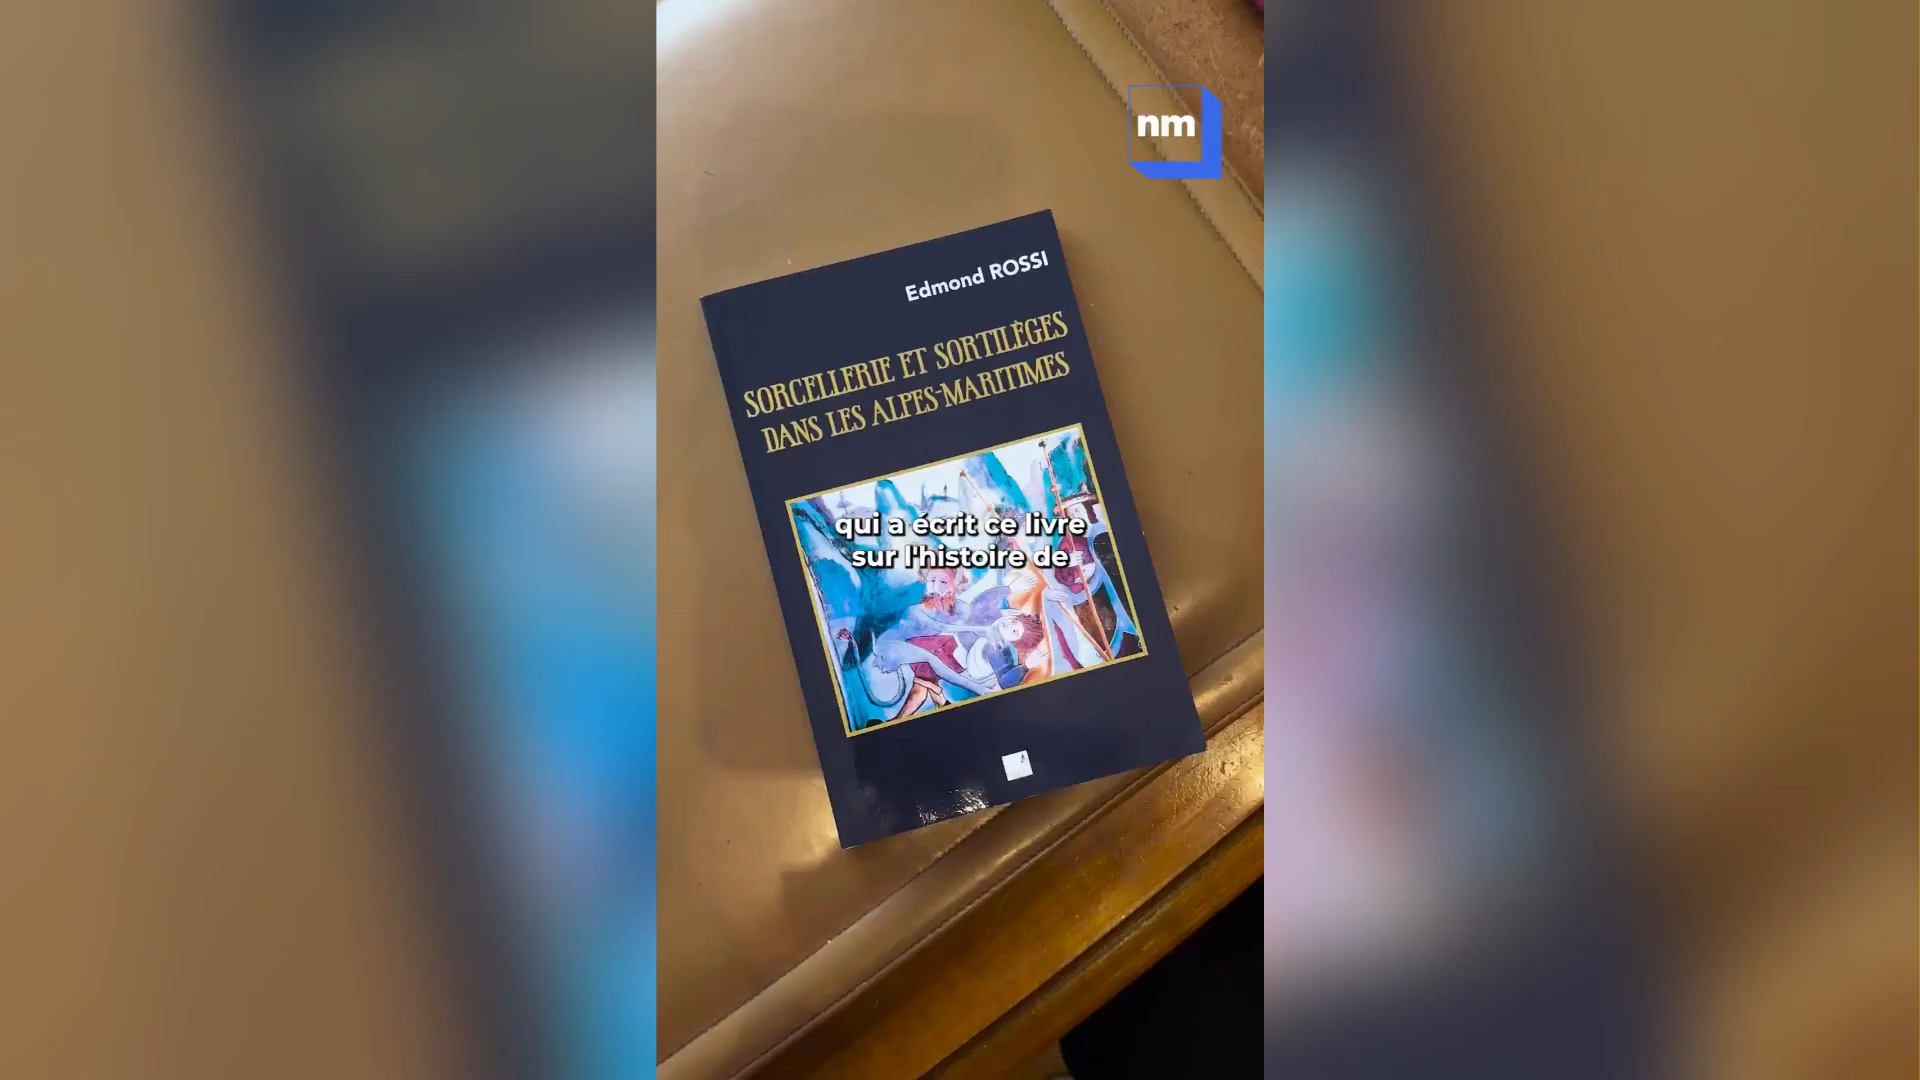 nm
Edmond ROSSI
SORCELLERIE ET SORTILÈGES
DANS LES ALPES-MARITIMES
qui a écrit ce livre
sur l'histoire de